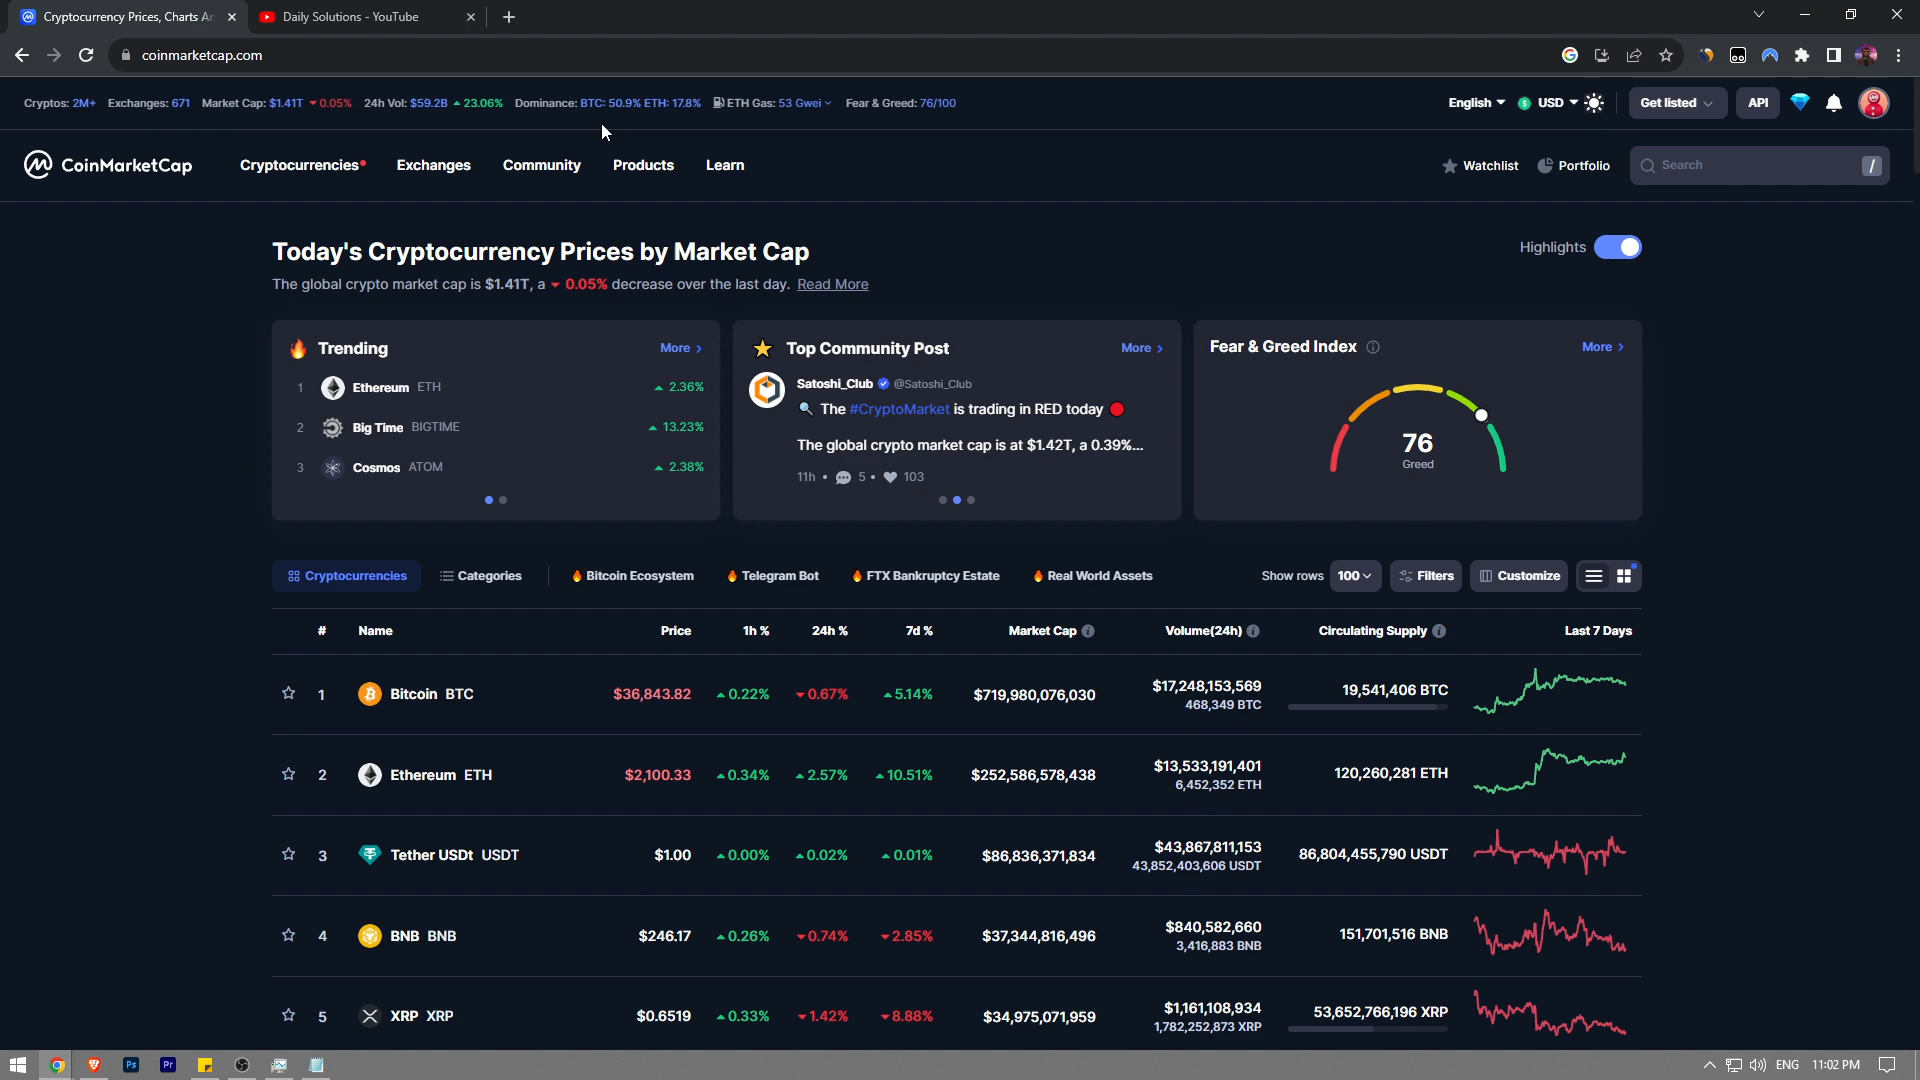 Cryptocurrency Prices, Charts An
Daily Solutions - YouTube
coinmarketcap.com
Cryptos: 2M+ Exchanges: 671 Market Cap: $1.41T 0.05% 24h Vol: $59.2B 23.06% Dominance: BTC: 50.9% ETH: 17.8% ETH Gas: 53 Gwei Fear & Greed: 76/100
English USD Get listed API
CoinMarketCap Cryptocurrencies Exchanges Community Products Learn
Watchlist Portfolio Search /
Today's Cryptocurrency Prices by Market Cap
Highlights
The global crypto market cap is $1.41T, a 0.05% decrease over the last day. Read More
Trending More >
1 Ethereum ETH 2.36%
2 Big Time BIGTIME 13.23%
3 Cosmos ATOM 2.38%
Top Community Post More >
Satoshi_Club @Satoshi_Club
The #CryptoMarket is trading in RED today
The global crypto market cap is at $1.42T, a 0.39%...
11h • 5 • 103
Fear & Greed Index More >
76
Greed
Cryptocurrencies Categories Bitcoin Ecosystem Telegram Bot FTX Bankruptcy Estate Real World Assets Show rows 100 Filters Customize
# Name Price 1h % 24h % 7d % Market Cap Volume(24h) Circulating Supply Last 7 Days
1 Bitcoin BTC $36,843.82 0.22% 0.67% 5.14% $719,980,076,030 $17,248,153,569 19,541,406 BTC
468,349 BTC
2 Ethereum ETH $2,100.33 0.34% 2.57% 10.51% $252,586,578,438 $13,533,191,401 120,260,281 ETH
6,452,352 ETH
3 Tether USDt USDT $1.00 0.00% 0.02% 0.01% $86,836,371,834 $43,867,811,153 86,804,455,790 USDT
43,852,403,606 USDT
4 BNB BNB $246.17 0.26% 0.74% 2.85% $37,344,816,496 $840,582,660 151,701,516 BNB
3,416,883 BNB
5 XRP XRP $0.6519 0.33% 1.42% 8.88% $34,975,071,959 $1,161,108,934 53,652,766,196 XRP
1,782,252,873 XRP
Ps Pr ENG 11:02 PM